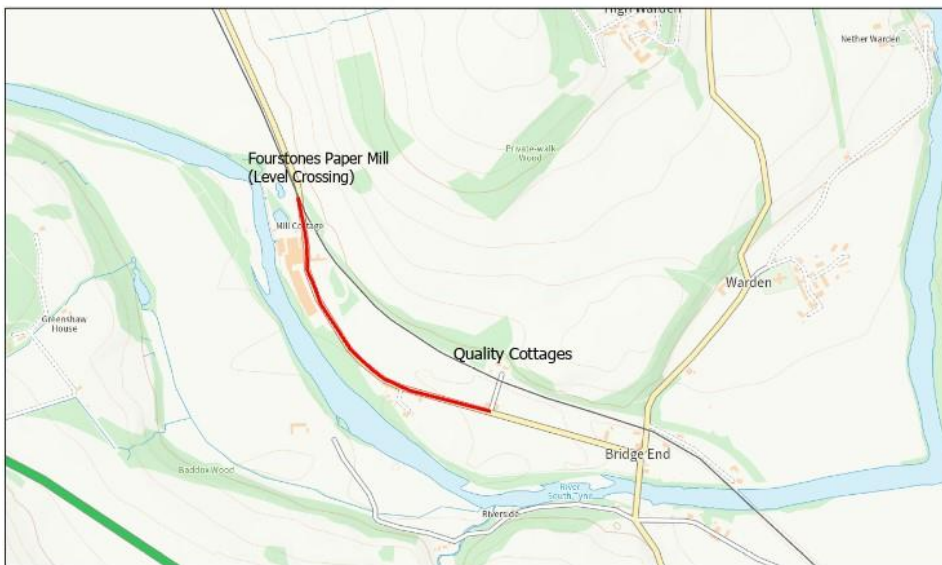 High Warden
Nether Warden
Private-walk
Wood
Fourstones Paper Mill
(Level Crossing)
Mill Cottage
Warden
Greenshaw
House
Quality Cottages
Bridge End
Baddox Wood
River
South Tyne
Riverside